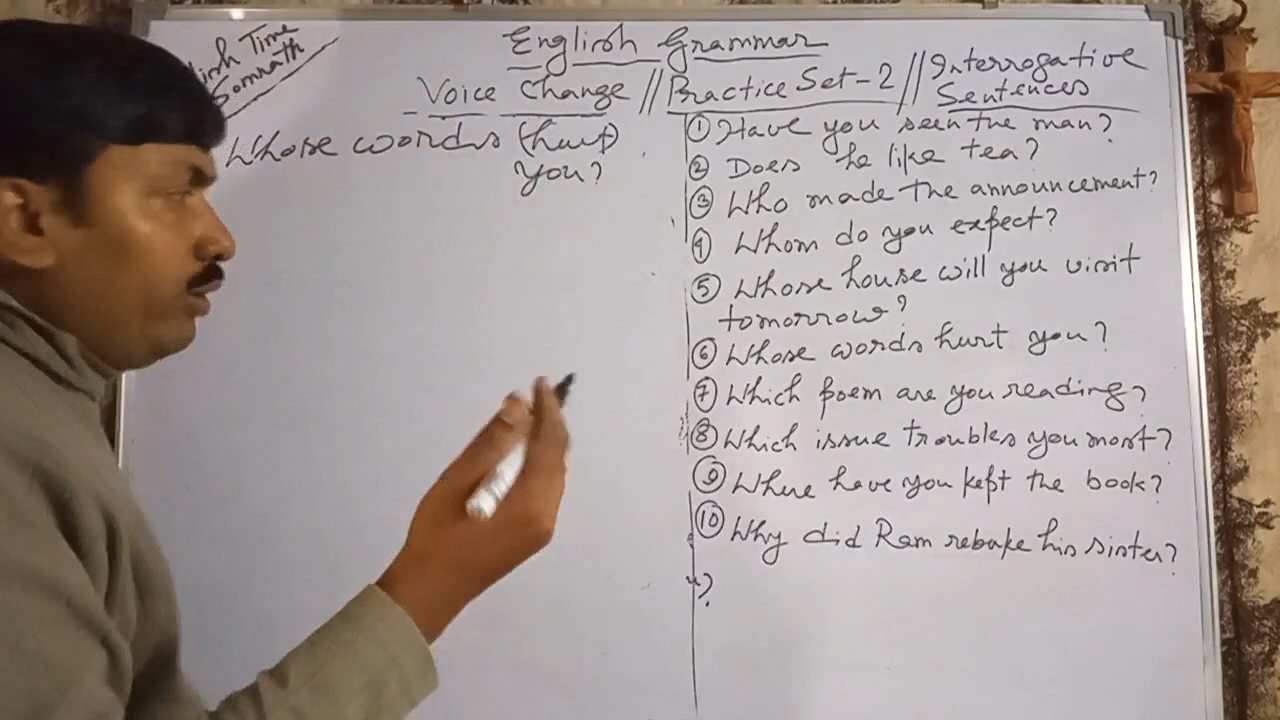 Time
Somnath
English Grammar
Voice Change // Practice Set-2 // Interrogative
Sentences
Whose words (hurt)
you?
① Have you seen the man?
② Does he like tea?
③ Who made the announcement?
④ Whom do you expect?
⑤ Whose house will you visit
tomorrow?
⑥ Whose words hurt you?
⑦ Which poem are you reading?
⑧ Which issue troubles you most?
⑨ Where have you kept the book?
⑩ Why did Ram rebuke his sister?
?